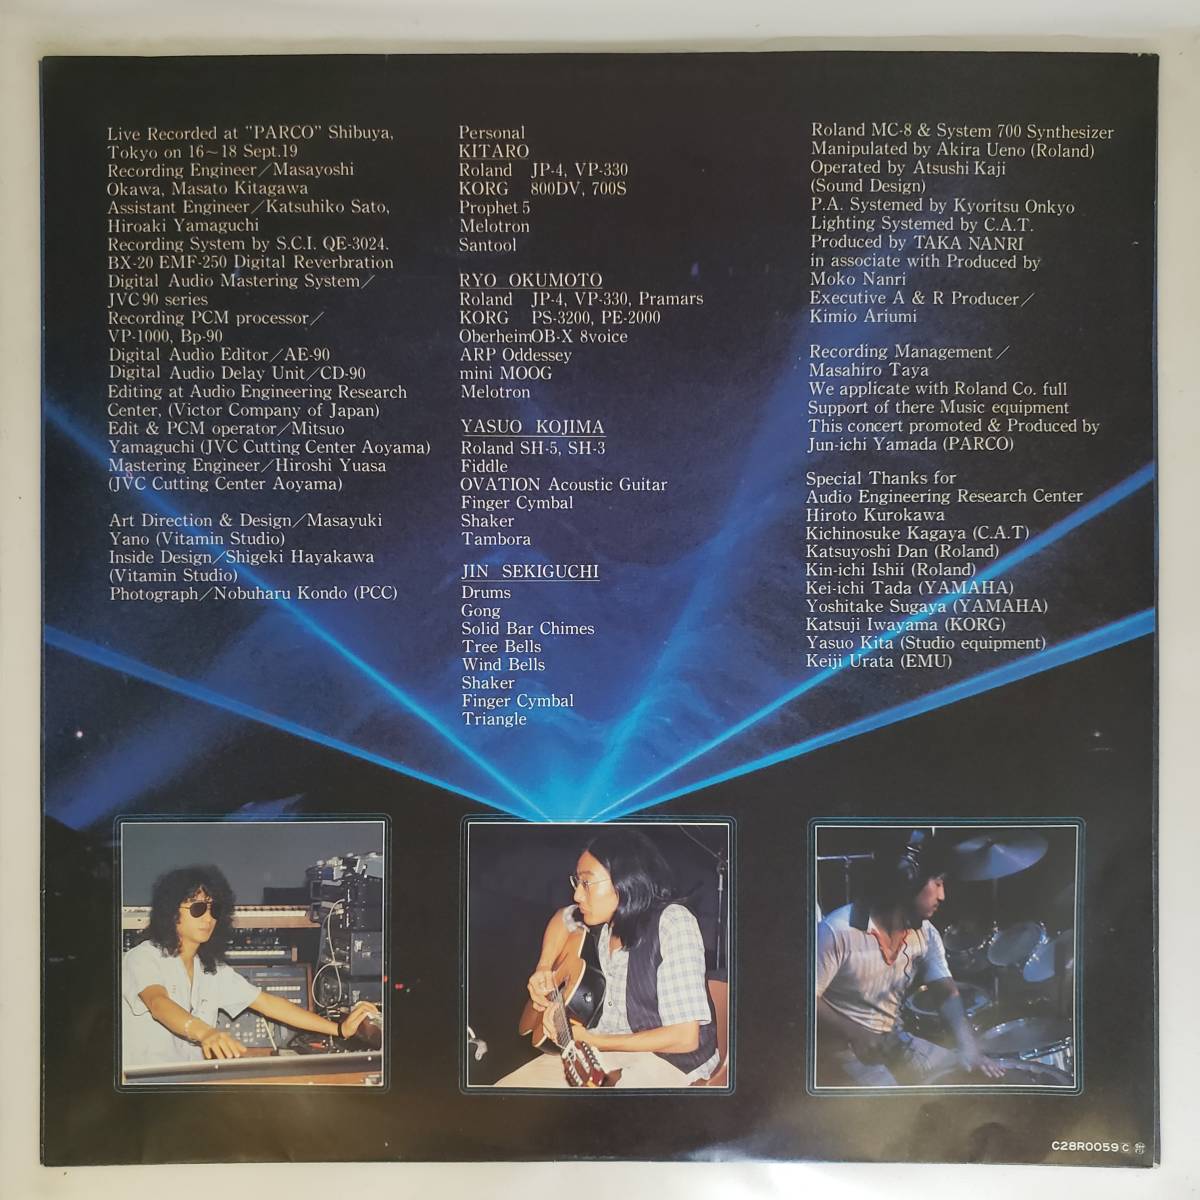 Live Recorded at "PARCO" Shibuya,
Tokyo on 16~18 Sept.19
Recording Engineer／Masayoshi
Okawa, Masato Kitagawa
Assistant Engineer／Katsuhiko Sato,
Hiroaki Yamaguchi
Recording System by S.C.I. QE-3024.
BX-20 EMF-250 Digital Reverbration
Digital Audio Mastering System／
JVC 90 series
Recording PCM processor／
VP-1000, Bp-90
Digital Audio Editor／AE-90
Digital Audio Delay Unit／CD-90
Editing at Audio Engineering Research
Center, (Victor Company of Japan)
Edit & PCM operator／Mitsuo
Yamaguchi (JVC Cutting Center Aoyama)
Mastering Engineer／Hiroshi Yuasa
(JVC Cutting Center Aoyama)
Art Direction & Design／Masayuki
Yano (Vitamin Studio)
Inside Design／Shigeki Hayakawa
(Vitamin Studio)
Photograph／Nobuharu Kondo (PCC)
Personal
KITARO
Roland JP-4, VP-330
KORG 800DV, 700S
Prophet 5
Melotron
Santool
RYO OKUMOTO
Roland JP-4, VP-330, Pramars
KORG PS-3200, PE-2000
OberheimOB-X 8voice
ARP Oddessey
mini MOOG
Melotron
YASUO KOJIMA
Roland SH-5, SH-3
Fiddle
OVATION Acoustic Guitar
Finger Cymbal
Shaker
Tambora
JIN SEKIGUCHI
Drums
Gong
Solid Bar Chimes
Tree Bells
Wind Bells
Shaker
Finger Cymbal
Triangle
Roland MC-8 & System 700 Synthesizer
Manipulated by Akira Ueno (Roland)
Operated by Atsushi Kaji
(Sound Design)
P.A. Systemed by Kyoritsu Onkyo
Lighting Systemed by C.A.T.
Produced by TAKA NANRI
in associate with Produced by
Moko Nanri
Executive A & R Producer／
Kimio Ariumi
Recording Management／
Masahiro Taya
We applicate with Roland Co. full
Support of there Music equipment
This concert promoted & Produced by
Jun-ichi Yamada (PARCO)
Special Thanks for
Audio Engineering Research Center
Hiroto Kurokawa
Kichinosuke Kagaya (C.A.T)
Katsuyoshi Dan (Roland)
Kin-ichi Ishii (Roland)
Kei-ichi Tada (YAMAHA)
Yoshitake Sugaya (YAMAHA)
Katsuji Iwayama (KORG)
Yasuo Kita (Studio equipment)
Keiji Urata (EMU)
C28R0059 C